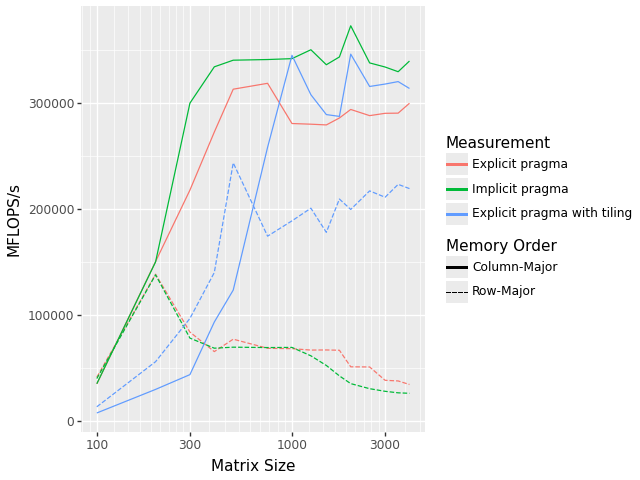 MFLOPS/s
300000
200000
100000
0
100
300
1000
3000
Matrix Size
Measurement
Explicit pragma
Implicit pragma
Explicit pragma with tiling
Memory Order
Column-Major
Row-Major